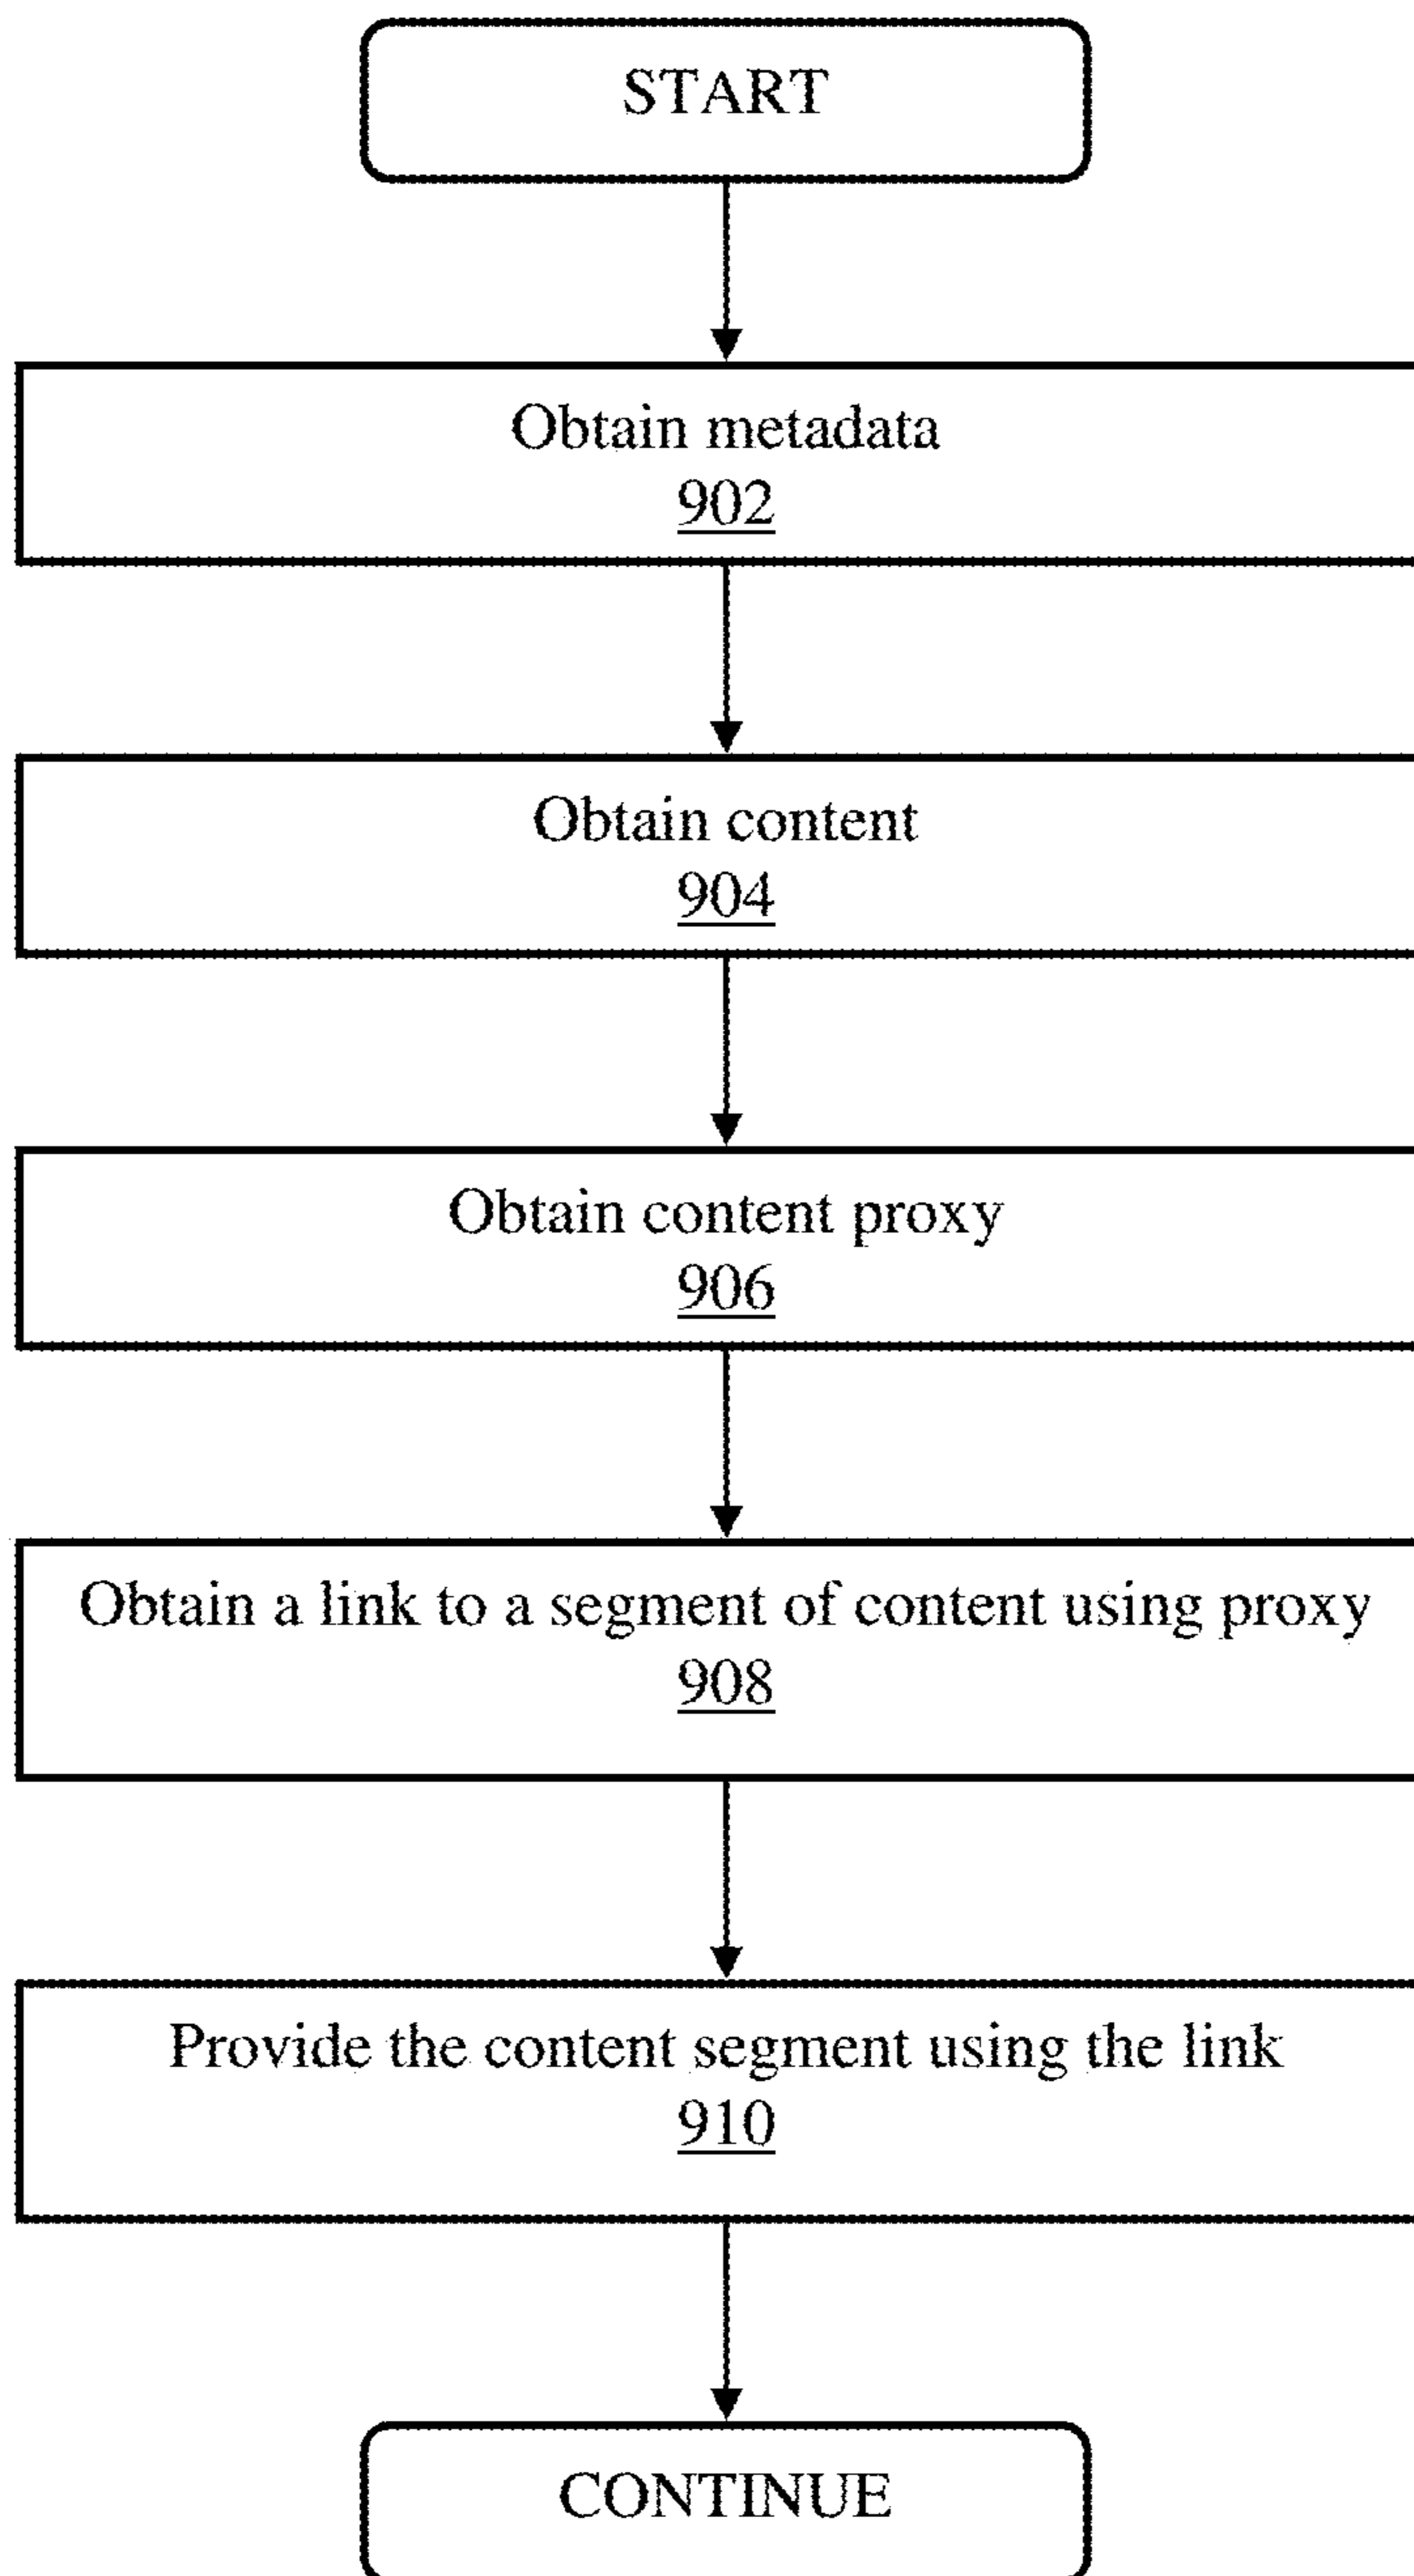 START
Obtain metadata
902
Obtain content
904
Obtain content proxy
906
Obtain a link to a segment of content using proxy
908
Provide the content segment using the link
910
CONTINUE